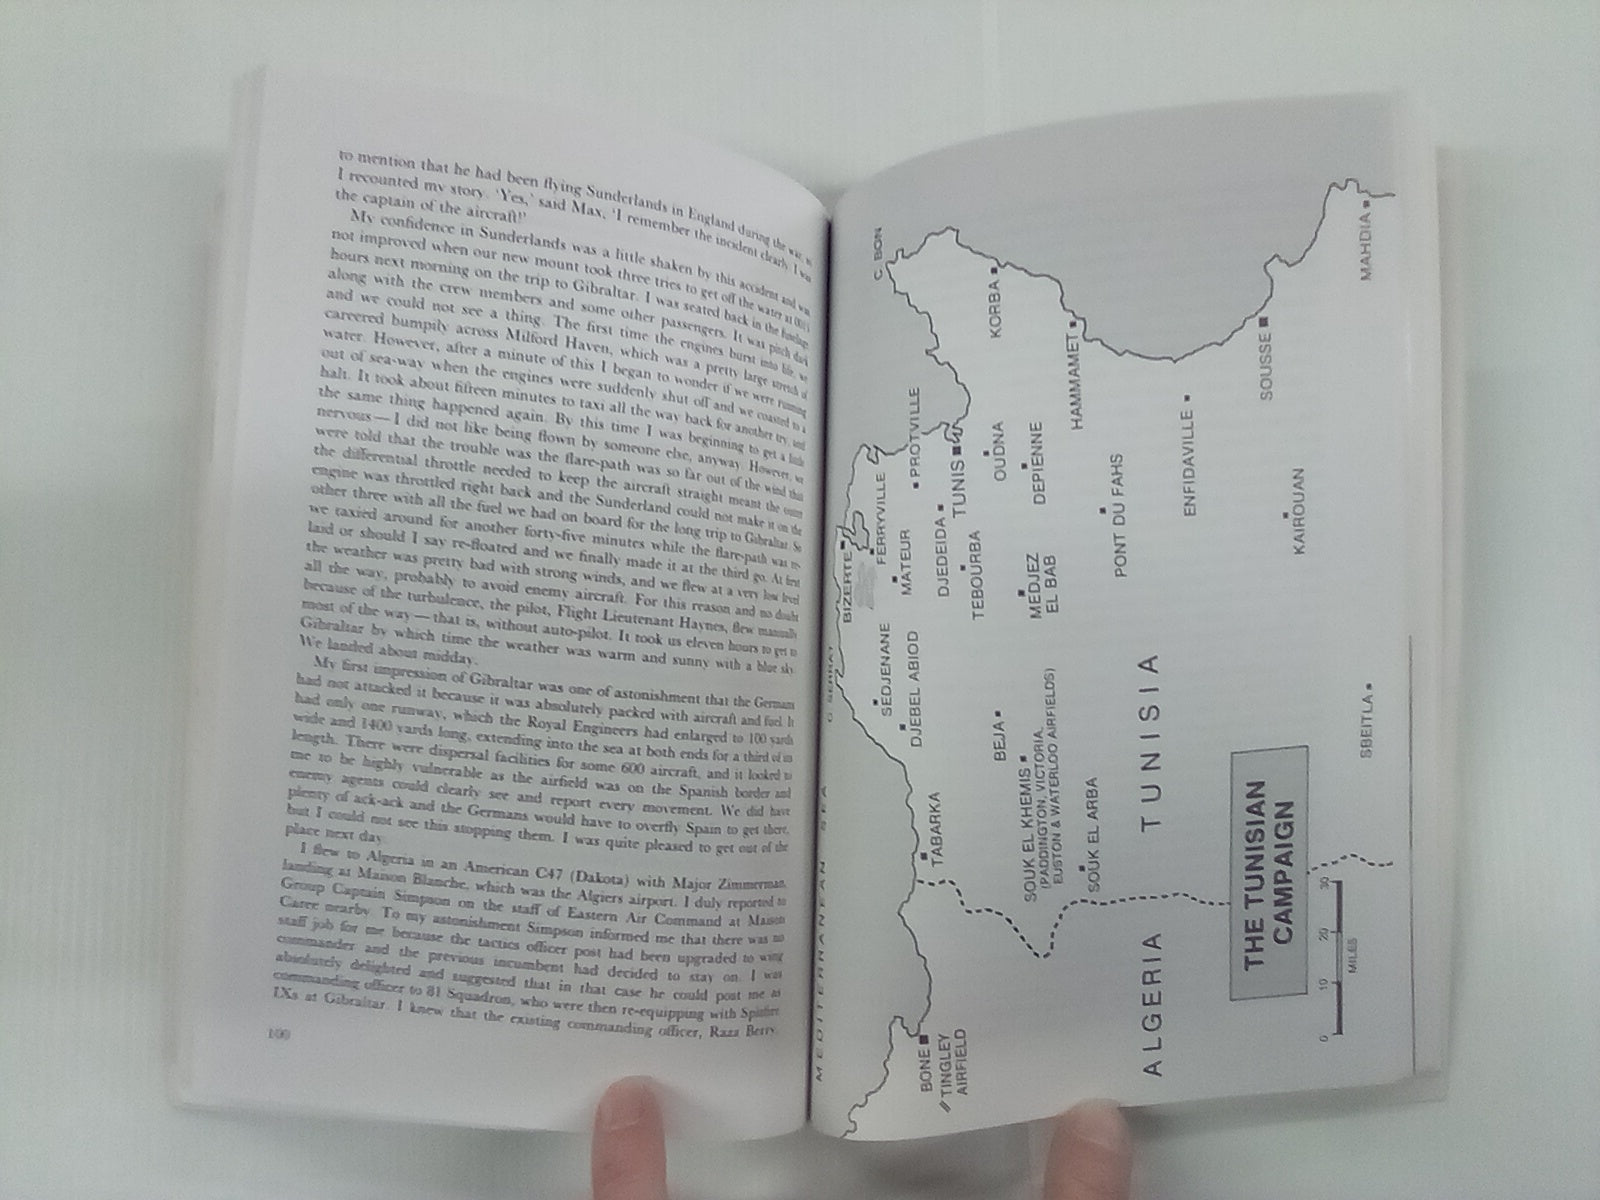 to mention that he had been flying Sunderlands in England during the war, so
I recounted my story. 'Yes,' said Max, 'I remember the incident clearly. I was
the captain of the aircraft!'
My confidence in Sunderlands was a little shaken by this accident and was
not improved when our new mount took three tries to get off the water at
hours next morning on the trip to Gibraltar. I was seated back in the fuselage
along with the crew members and some other passengers. It was pitch dark
and we could not see a thing. The first time the engines burst into life, we
careered bumpily across Milford Haven, which was a pretty large stretch of
water. However, after a minute of this I began to wonder if we were running
out of sea-way when the engines were suddenly shut off and we coasted to a
halt. It took about fifteen minutes to taxi all the way back for another try, and
the same thing happened again. By this time I was beginning to get a little
nervous — I did not like being flown by someone else, anyway. However, we
were told that the trouble was the flare-path was so far out of the wind that
the differential throttle needed to keep the aircraft straight meant the outer
engine was throttled right back and the Sunderland could not make it on the
other three with all the fuel we had on board for the long trip to Gibraltar. So
we taxied around for another forty-five minutes while the flare-path was re-
laid or should I say re-floated and we finally made it at the third go. At first
the weather was pretty bad with strong winds, and we flew at a very low level
all the way, probably to avoid enemy aircraft. For this reason and no doubt
because of the turbulence, the pilot, Flight Lieutenant Haynes, flew manually
most of the way — that is, without auto-pilot. It took us eleven hours to get to
Gibraltar by which time the weather was warm and sunny with a blue sky.
We landed about midday.
My first impression of Gibraltar was one of astonishment that the Germans
had not attacked it because it was absolutely packed with aircraft and fuel. It
had only one runway, which the Royal Engineers had enlarged to 100 yards
wide and 1400 yards long, extending into the sea at both ends for a third of its
length. There were dispersal facilities for some 600 aircraft, and it looked to
me to be highly vulnerable as the airfield was on the Spanish border and
enemy agents could clearly see and report every movement. We did have
plenty of ack-ack and the Germans would have to overfly Spain to get there,
but I could not see this stopping them. I was quite pleased to get out of the
place next day.
I flew to Algeria in an American C47 (Dakota) with Major Zimmerman,
landing at Maison Blanche, which was the Algiers airport. I duly reported to
Group Captain Simpson on the staff of Eastern Air Command at Maison
Carree nearby. To my astonishment Simpson informed me that there was no
staff job for me because the tactics officer post had been upgraded to wing
commander and the previous incumbent had decided to stay on. I was
absolutely delighted and suggested that in that case he could post me as
commanding officer to 81 Squadron, who were then re-equipping with Spitfire
IXs at Gibraltar. I knew that the existing commanding officer, Razz Berry,
100
MEDITERRANEAN SEA
C. SERRAT
C. BON
BIZERTE
FERRYVILLE
PROTVILLE
KORBA
MATEUR
DJEDEIDA
TUNIS
OUDNA
HAMMAMET
MAHDIA
SOUSSE
TEBOURBA
DEPIENNE
ENFIDAVILLE
PONT DU FAHS
KAIROUAN
MEDJEZ
EL BAB
SEDJENANE
DJEBEL ABIOD
BEJA
SOUK EL KHEMIS
(PADDINGTON, VICTORIA,
EUSTON & WATERLOO AIRFIELDS)
SOUK EL ARBA
TABARKA
TUNISIA
SBEITLA
ALGERIA
BONE
TINGLEY
AIRFIELD
THE TUNISIAN
CAMPAIGN
0 10 20 30
MILES